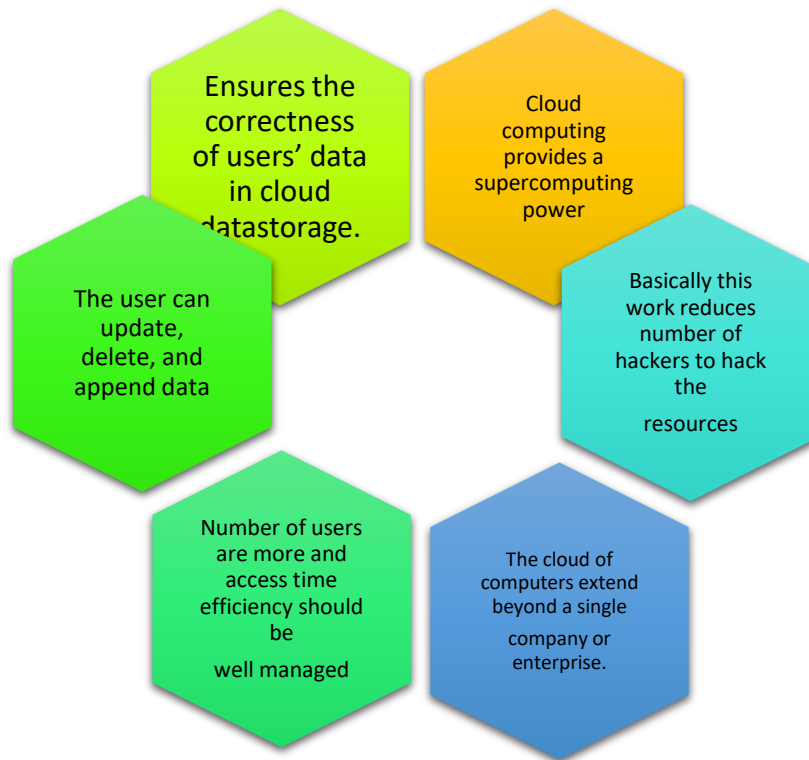 Ensures the
correctness
of users’ data
in cloud
datastorage.
Cloud
computing
provides a
supercomputing
power
Basically this
work reduces
number of
hackers to hack
the
resources
The cloud of
computers extend
beyond a single
company or
enterprise.
Number of users
are more and
access time
efficiency should
be
well managed
The user can
update,
delete, and
append data